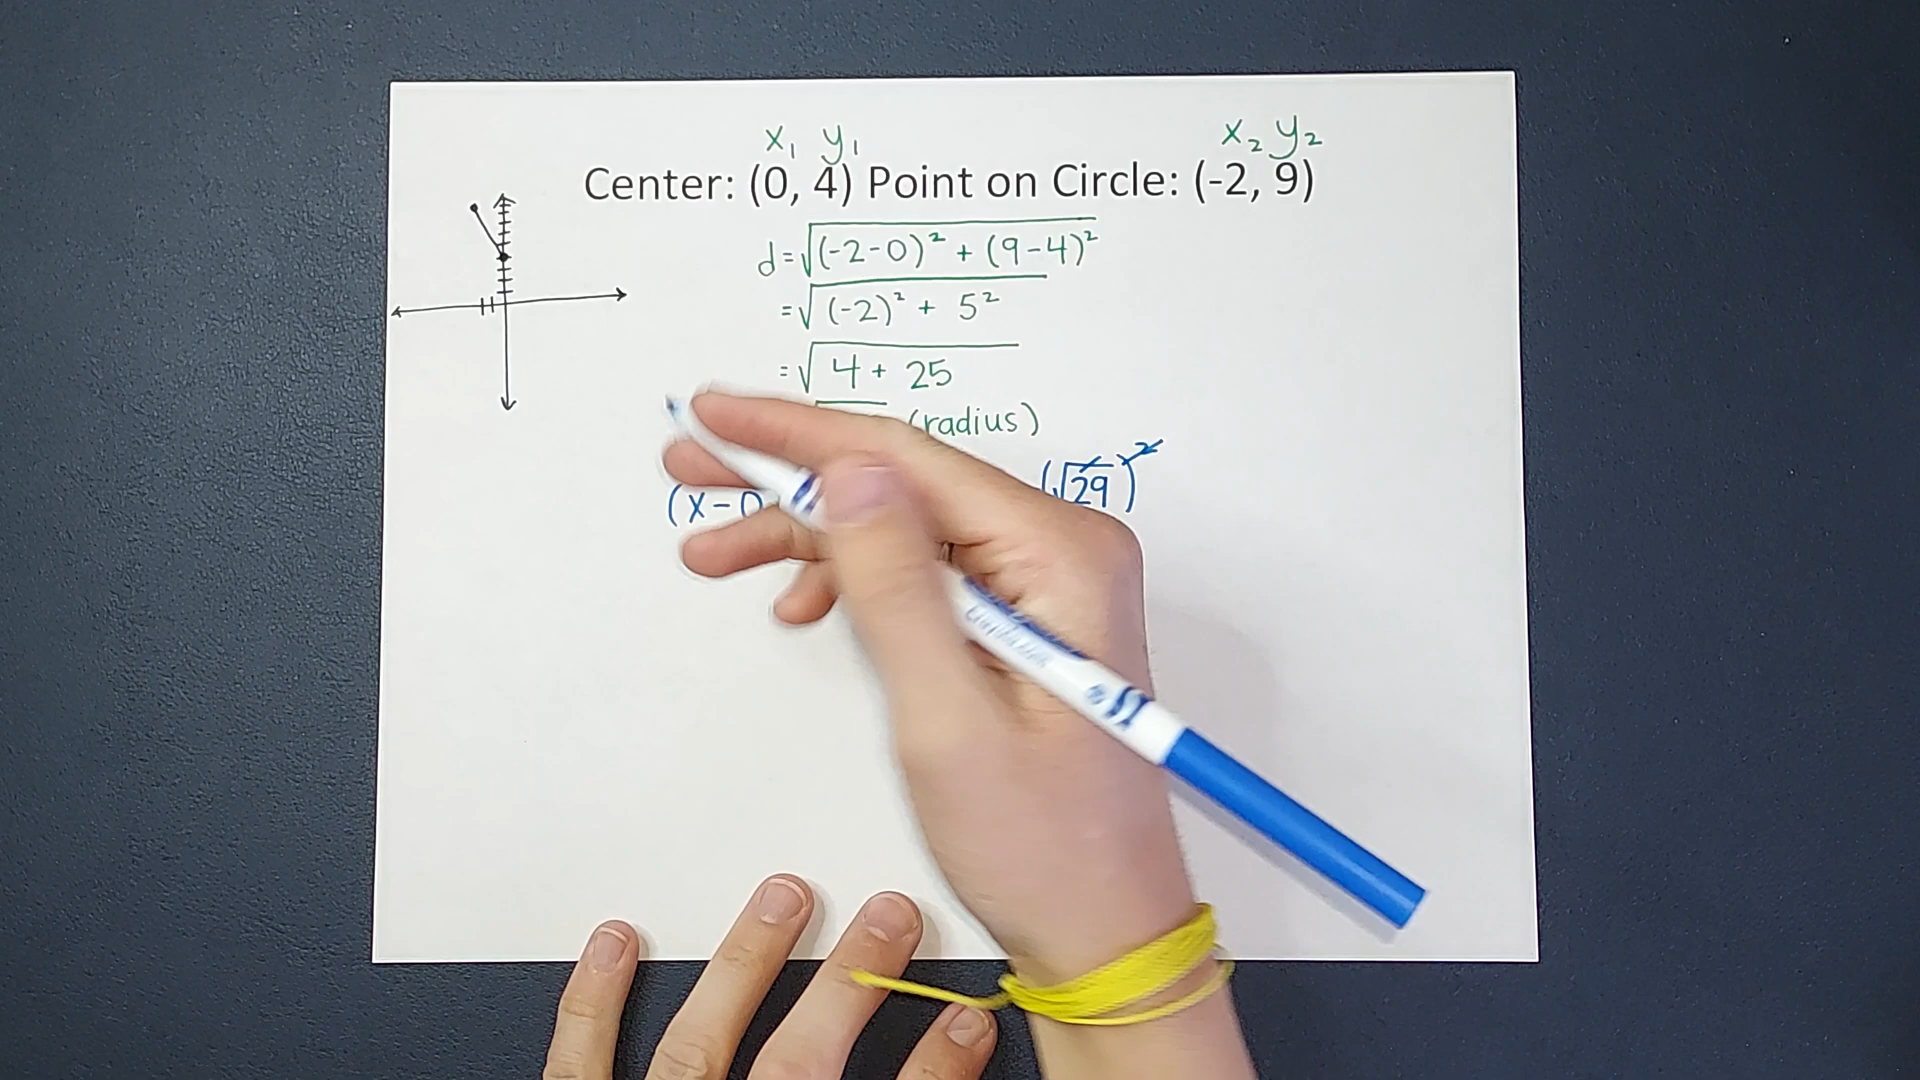 x₁ y₁ x₂ y₂
Center: (0, 4) Point on Circle: (-2, 9)
d=√(-2-0)² + (9-4)²
=√(-2)² + 5²
=√4 + 25
(radius)
(x-0 (√29)²